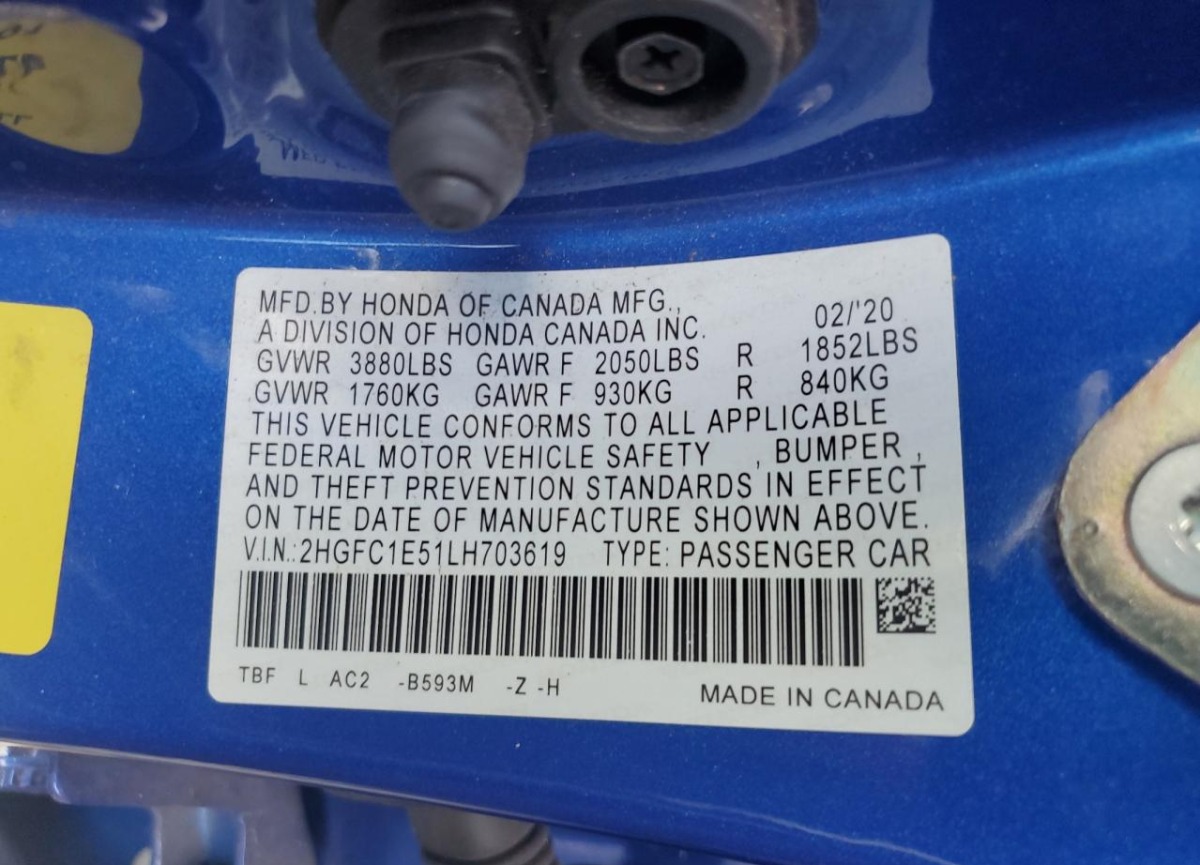 MFD.BY HONDA OF CANADA MFG.,
A DIVISION OF HONDA CANADA INC. 02/'20
GVWR 3880LBS GAWR F 2050LBS R 1852LBS
GVWR 1760KG GAWR F 930KG R 840KG
THIS VEHICLE CONFORMS TO ALL APPLICABLE
FEDERAL MOTOR VEHICLE SAFETY , BUMPER ,
AND THEFT PREVENTION STANDARDS IN EFFECT
ON THE DATE OF MANUFACTURE SHOWN ABOVE.
V.I.N.:2HGFC1E51LH703619 TYPE: PASSENGER CAR
TBF L AC2 -B593M -Z -H
MADE IN CANADA